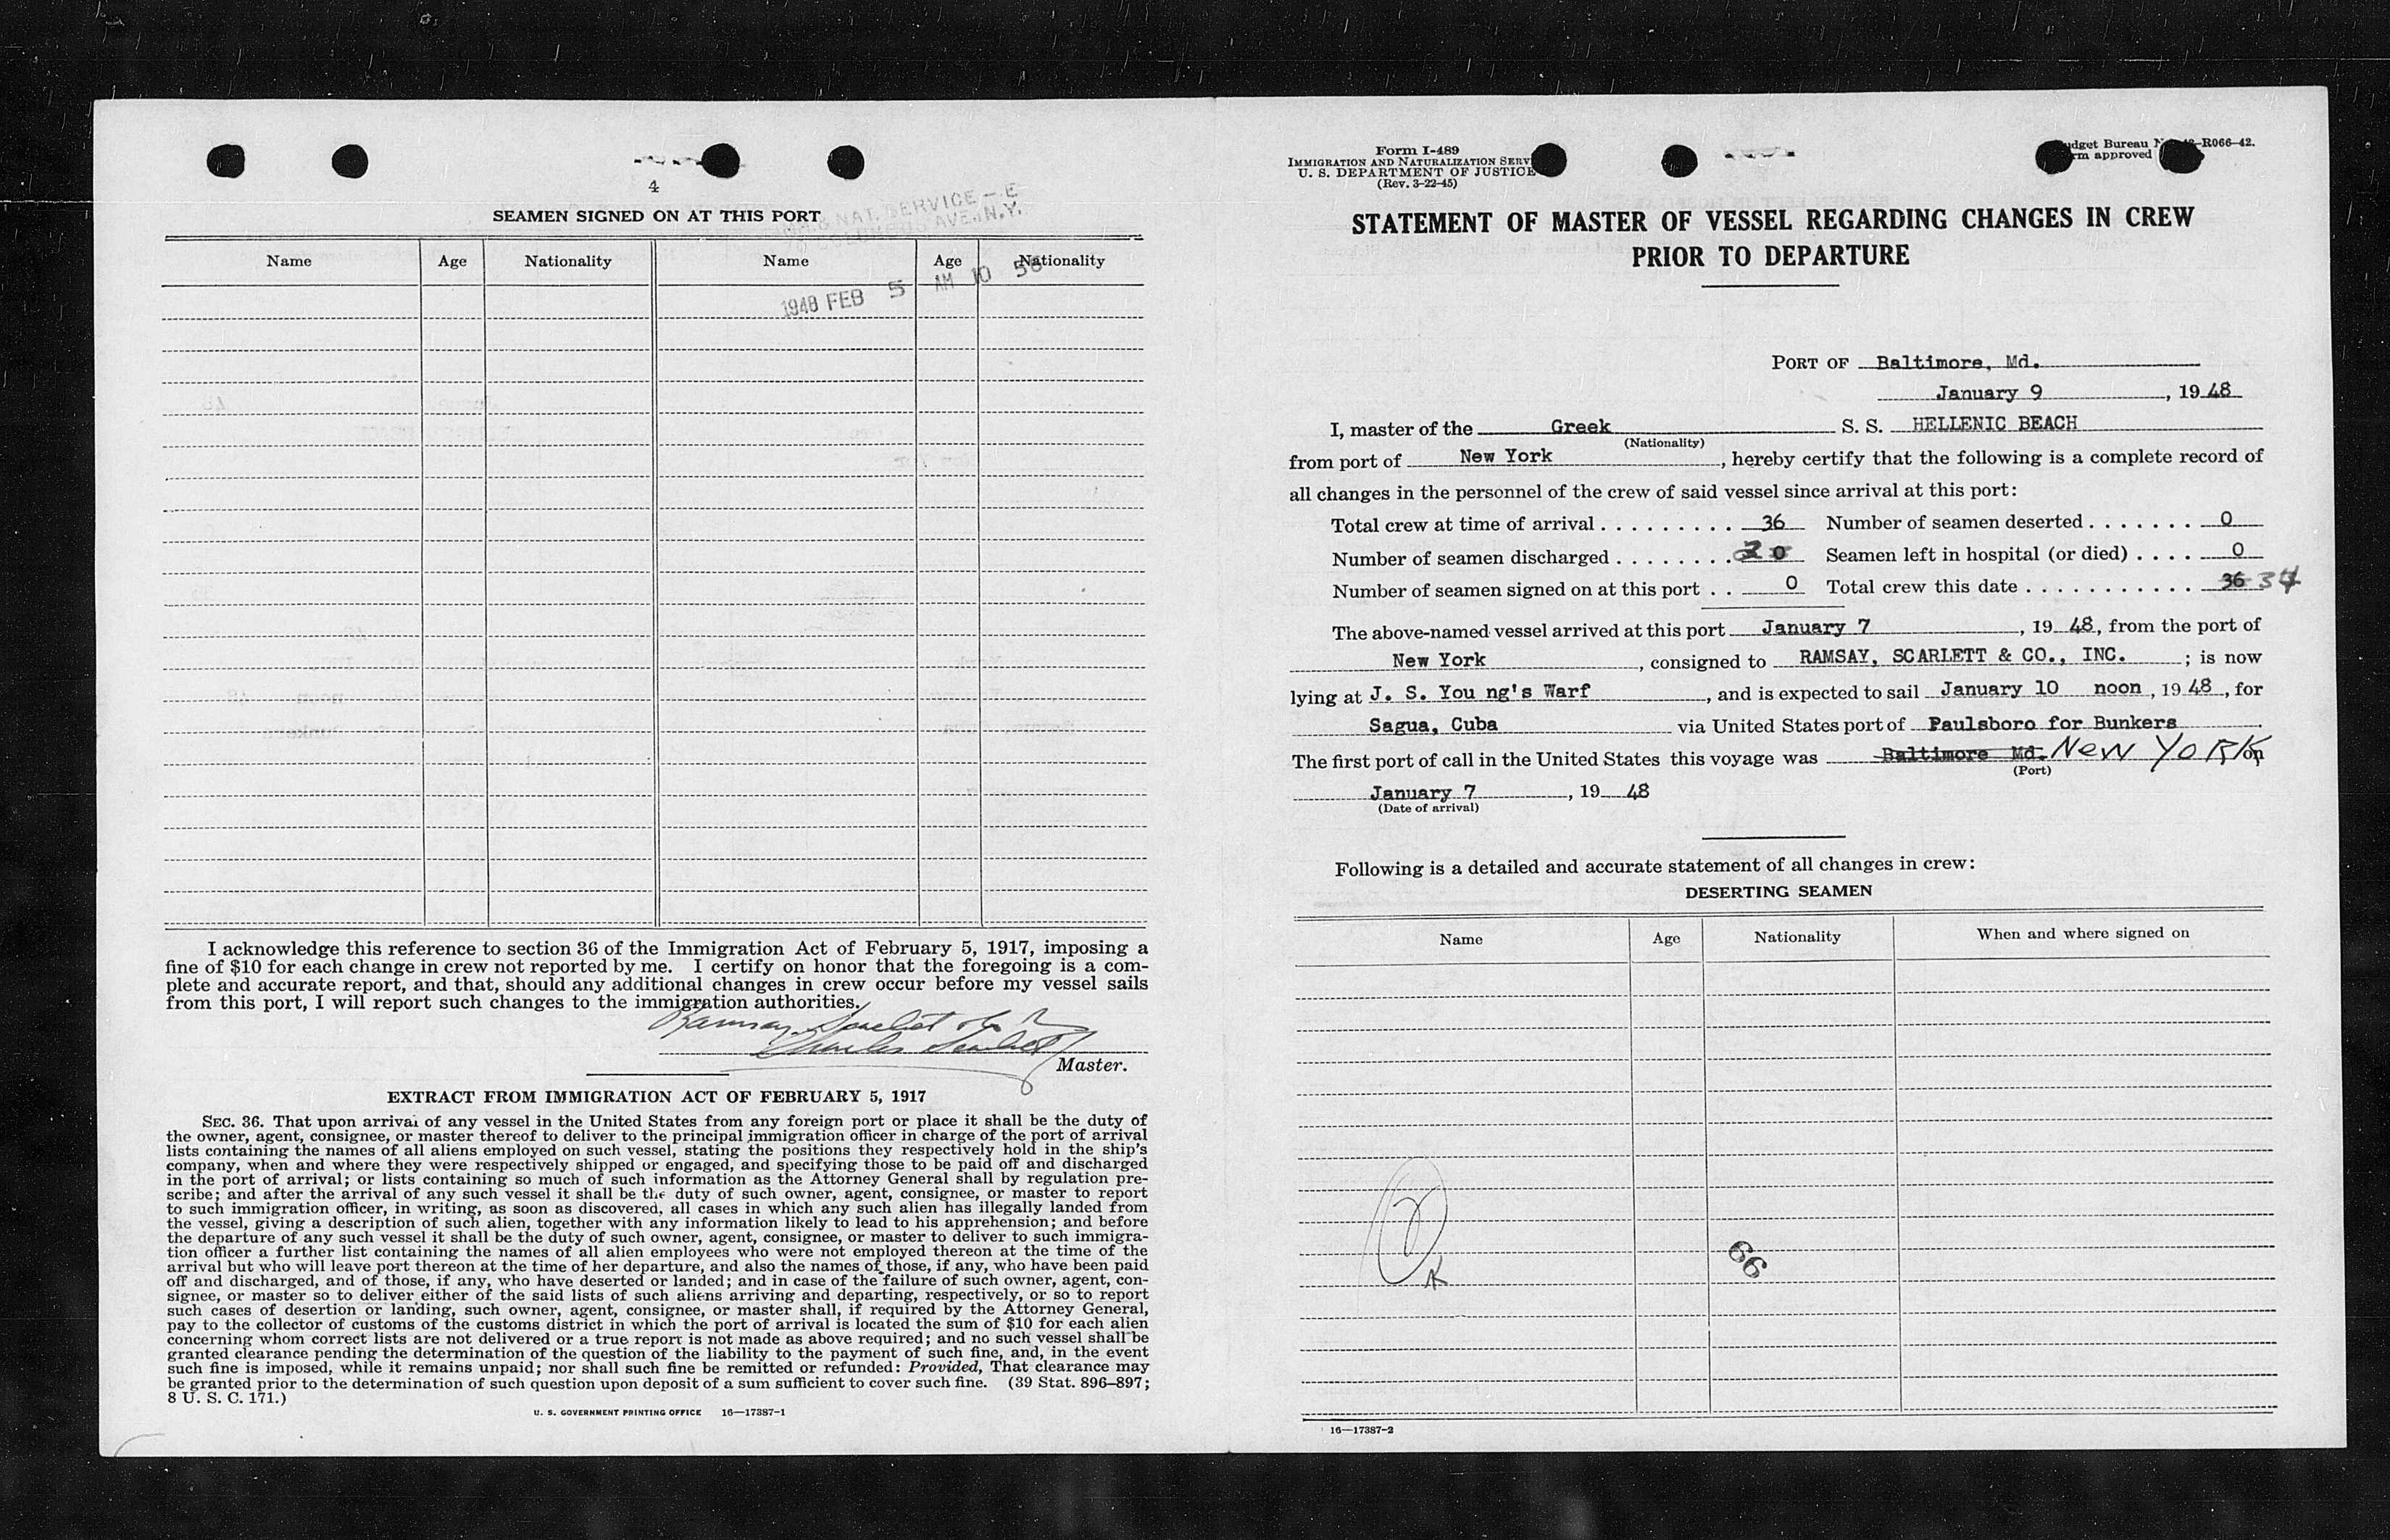 4
SEAMEN SIGNED ON AT THIS PORT
NAT. SERVICE - E
COLUMBUS AVE. N.Y.
Name Age Nationality Name Age Nationality
1948 FEB 5 AM 10
I acknowledge this reference to section 36 of the Immigration Act of February 5, 1917, imposing a
fine of $10 for each change in crew not reported by me. I certify on honor that the foregoing is a com-
plete and accurate report, and that, should any additional changes in crew occur before my vessel sails
from this port, I will report such changes to the immigration authorities.
Ramsay Scarlett & Co
Charles Scarlett
Master.
EXTRACT FROM IMMIGRATION ACT OF FEBRUARY 5, 1917
SEC. 36. That upon arrival of any vessel in the United States from any foreign port or place it shall be the duty of
the owner, agent, consignee, or master thereof to deliver to the principal immigration officer in charge of the port of arrival
lists containing the names of all aliens employed on such vessel, stating the positions they respectively hold in the ship's
company, when and where they were respectively shipped or engaged, and specifying those to be paid off and discharged
in the port of arrival; or lists containing so much of such information as the Attorney General shall by regulation pre-
scribe; and after the arrival of any such vessel it shall be the duty of such owner, agent, consignee, or master to report
to such immigration officer, in writing, as soon as discovered, all cases in which any such alien has illegally landed from
the vessel, giving a description of such alien, together with any information likely to lead to his apprehension; and before
the departure of any such vessel it shall be the duty of such owner, agent, consignee, or master to deliver to such immigra-
tion officer a further list containing the names of all alien employees who were not employed thereon at the time of the
arrival but who will leave port thereon at the time of her departure, and also the names of those, if any, who have been paid
off and discharged, and of those, if any, who have deserted or landed; and in case of the failure of such owner, agent, con-
signee, or master so to deliver either of the said lists of such aliens arriving and departing, respectively, or so to report
such cases of desertion or landing, such owner, agent, consignee, or master shall, if required by the Attorney General,
pay to the collector of customs of the customs district in which the port of arrival is located the sum of $10 for each alien
concerning whom correct lists are not delivered or a true report is not made as above required; and no such vessel shall be
granted clearance pending the determination of the question of the liability to the payment of such fine, and, in the event
such fine is imposed, while it remains unpaid; nor shall such fine be remitted or refunded: Provided, That clearance may
be granted prior to the determination of such question upon deposit of a sum sufficient to cover such fine. (39 Stat. 896–897;
8 U. S. C. 171.)
U. S. GOVERNMENT PRINTING OFFICE 16—17387-1
Form I-489
IMMIGRATION AND NATURALIZATION SERV
U. S. DEPARTMENT OF JUSTICE
(Rev. 3-22-45)
udget Bureau N -R066-42.
rm approved
STATEMENT OF MASTER OF VESSEL REGARDING CHANGES IN CREW
PRIOR TO DEPARTURE
PORT OF Baltimore, Md.
January 9, 1948
I, master of the Greek S. S. HELLENIC BEACH
(Nationality)
from port of New York, hereby certify that the following is a complete record of
all changes in the personnel of the crew of said vessel since arrival at this port:
Total crew at time of arrival . . . . . . . . . 36 Number of seamen deserted . . . . . . . 0
Number of seamen discharged . . . . . . . . 2 0 Seamen left in hospital (or died) . . . . 0
Number of seamen signed on at this port . . 0 Total crew this date . . . . . . . . . . . 36 34
The above-named vessel arrived at this port January 7, 19 48, from the port of
New York, consigned to RAMSAY, SCARLETT & CO., INC. ; is now
lying at J. S. You ng's Warf, and is expected to sail January 10 noon, 19 48, for
Sagua, Cuba via United States port of Paulsboro for Bunkers
The first port of call in the United States this voyage was Baltimore Md. New YORK on
(Port)
January 7, 19 48
(Date of arrival)
Following is a detailed and accurate statement of all changes in crew:
DESERTING SEAMEN
Name Age Nationality When and where signed on
66
16—17387-2